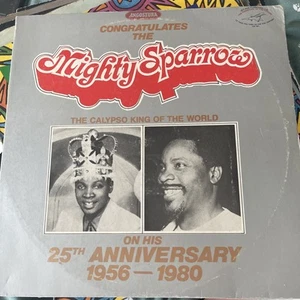 CONGRATULATES
THE
Mighty Sparrow
THE CALYPSO KING OF THE WORLD
ON HIS
25TH ANNIVERSARY
1956—1980